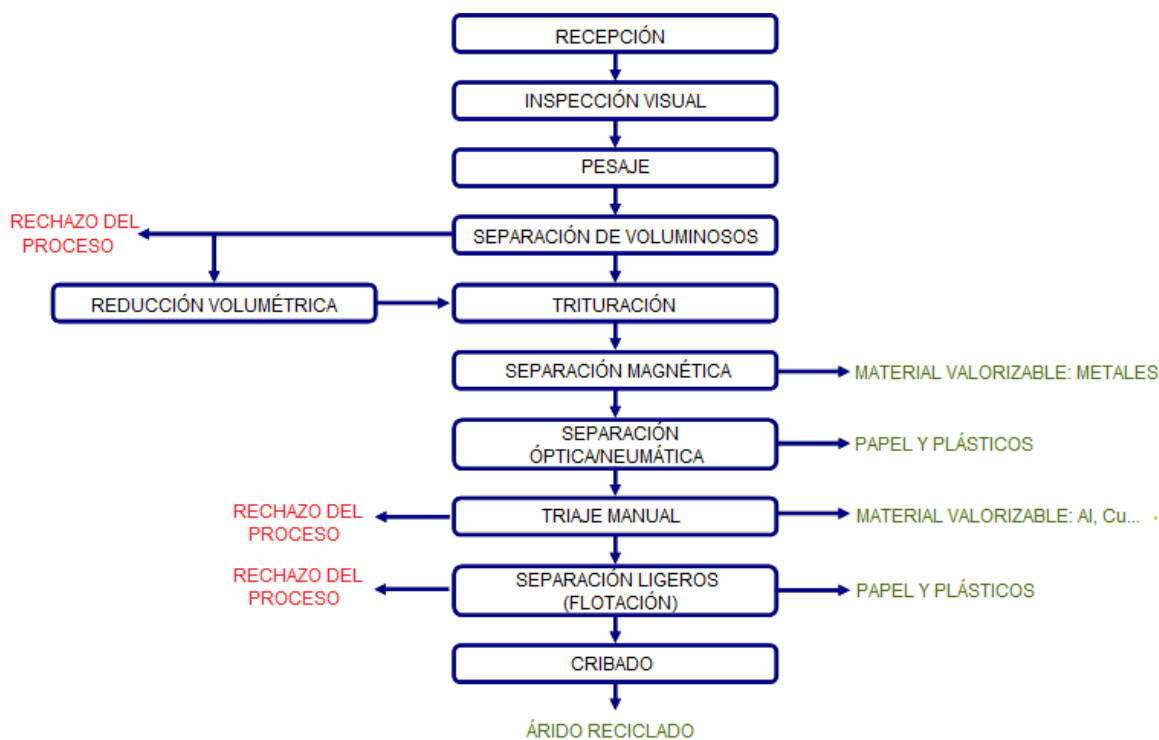 RECEPCIÓN
INSPECCIÓN VISUAL
PESAJE
RECHAZO DEL
PROCESO
SEPARACIÓN DE VOLUMINOSOS
REDUCCIÓN VOLUMÉTRICA
TRITURACIÓN
SEPARACIÓN MAGNÉTICA
MATERIAL VALORIZABLE: METALES
SEPARACIÓN
ÓPTICA/NEUMÁTICA
PAPEL Y PLÁSTICOS
RECHAZO DEL
PROCESO
TRIAJE MANUAL
MATERIAL VALORIZABLE: Al, Cu...
RECHAZO DEL
PROCESO
SEPARACIÓN LIGEROS
(FLOTACIÓN)
PAPEL Y PLÁSTICOS
CRIBADO
ÁRIDO RECICLADO